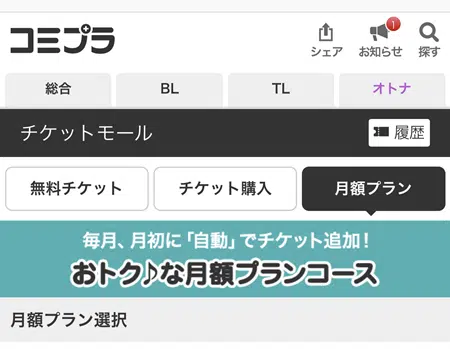 コミプラ
シェア
お知らせ
1
探す
総合
BL
TL
オトナ
チケットモール
履歴
無料チケット
チケット購入
月額プラン
毎月、月初に「自動」でチケット追加！
おトク♪な月額プランコース
月額プラン選択